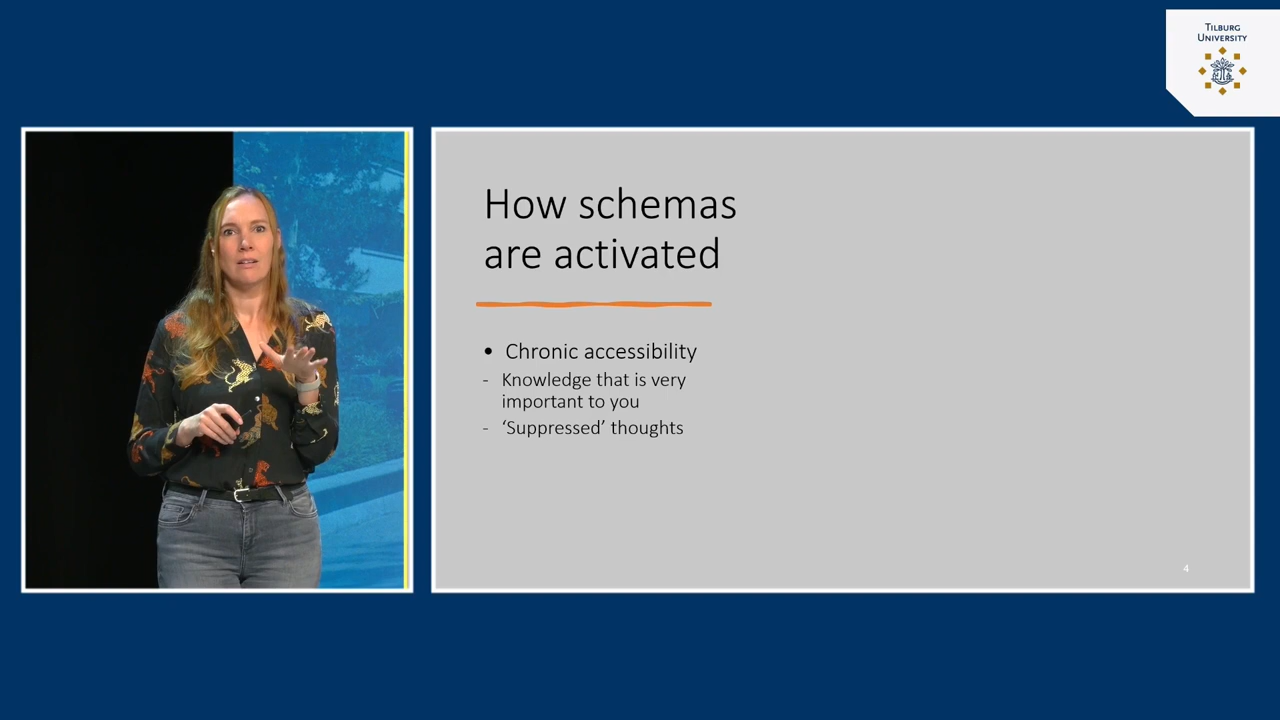 TILBURG
UNIVERSITY
How schemas
are activated
• Chronic accessibility
- Knowledge that is very
important to you
- ‘Suppressed’ thoughts
4